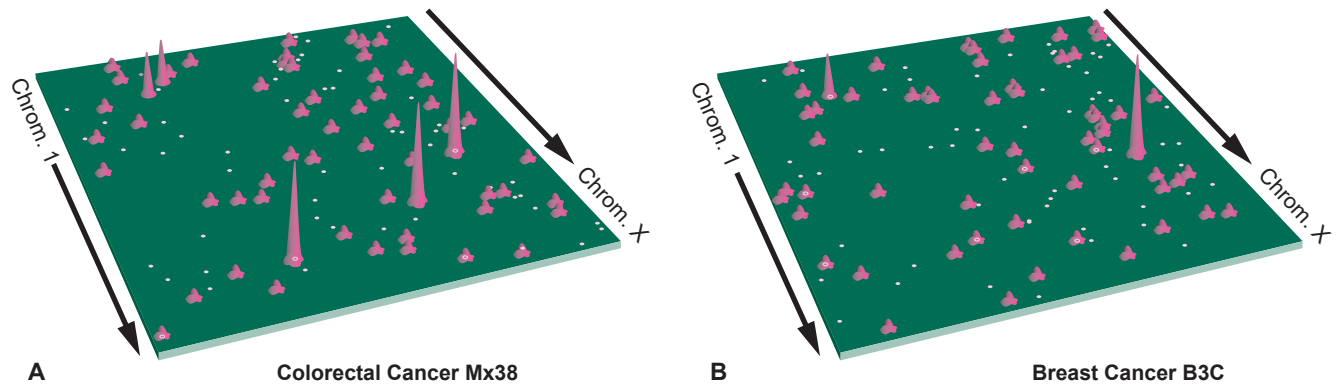 Chrom. 1
Chrom. X
A
Colorectal Cancer Mx38
Chrom. 1
Chrom. X
B
Breast Cancer B3C